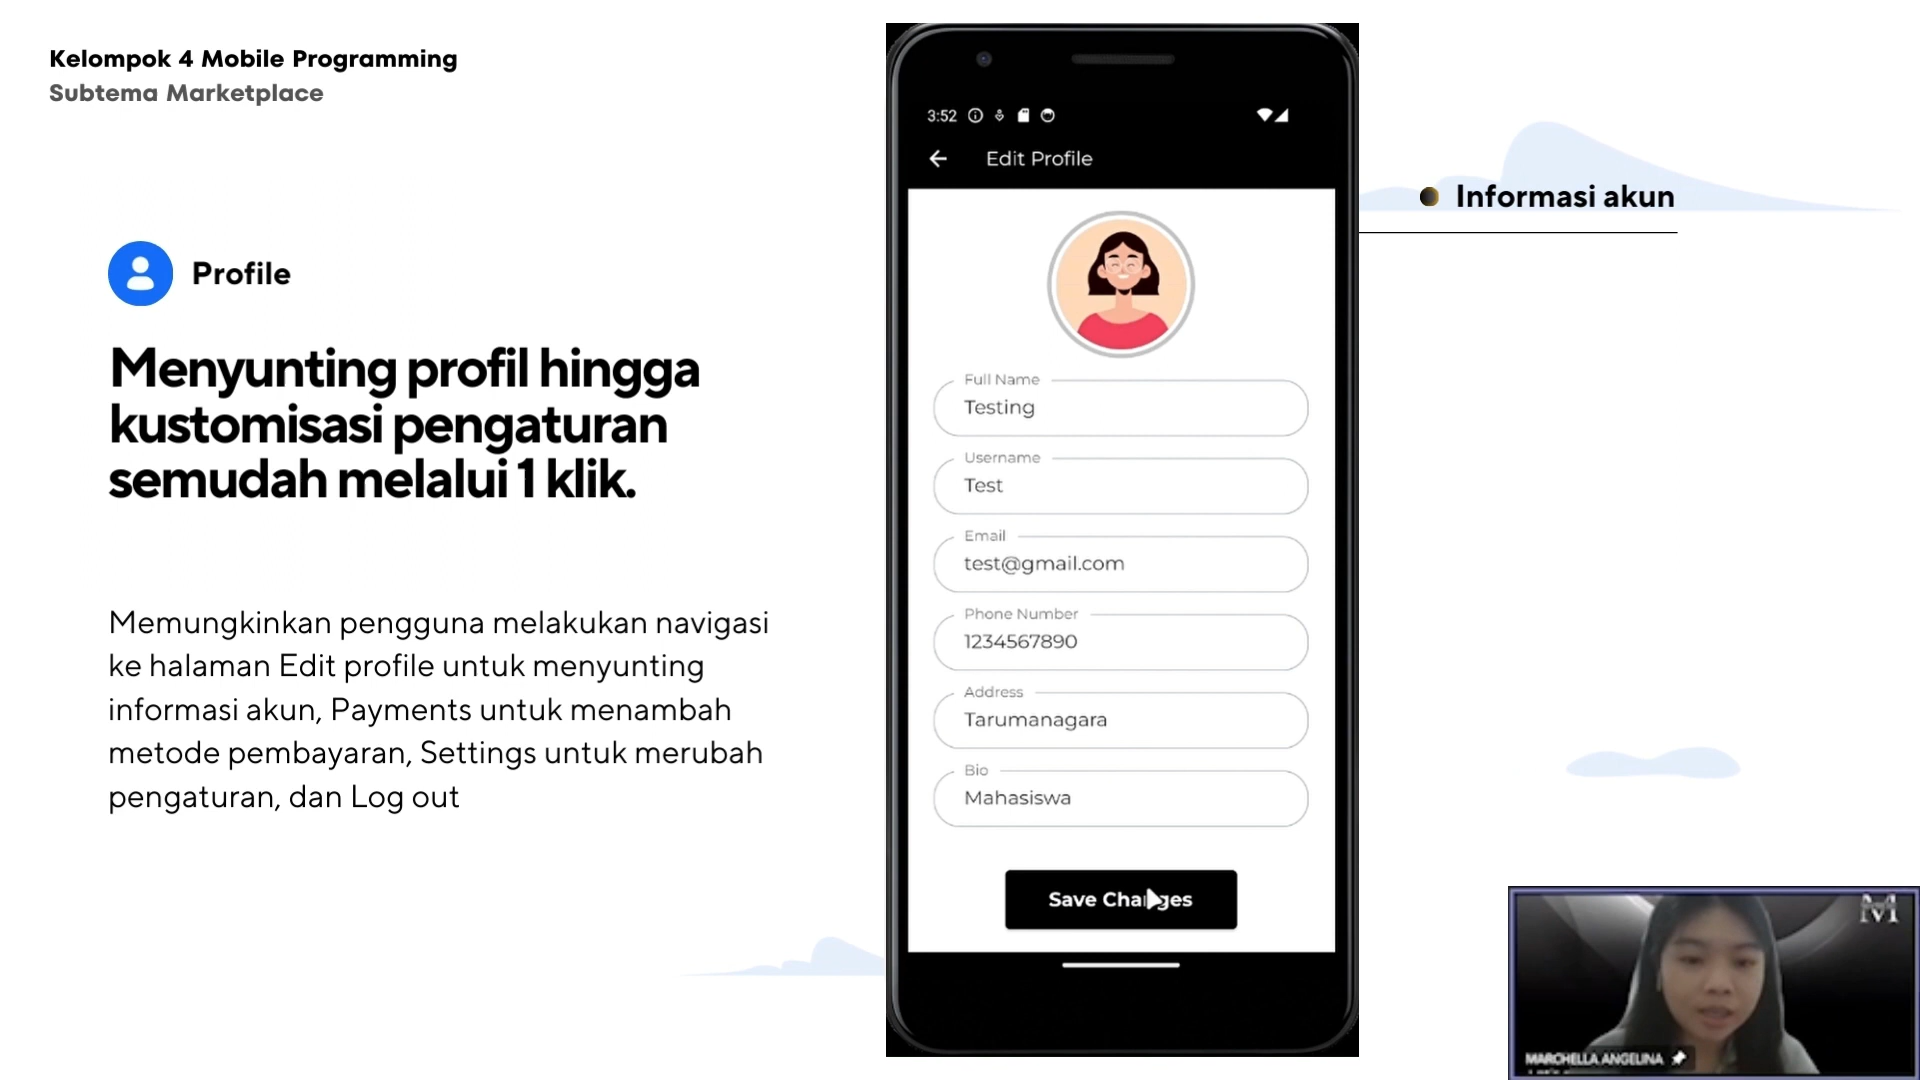 Kelompok 4 Mobile Programming
Subtema Marketplace
Profile
Menyunting profil hingga
kustomisasi pengaturan
semudah melalui 1 klik.
Memungkinkan pengguna melakukan navigasi
ke halaman Edit profile untuk menyunting
informasi akun, Payments untuk menambah
metode pembayaran, Settings untuk merubah
pengaturan, dan Log out
3:52
Edit Profile
Full Name
Testing
Username
Test
Email
test@gmail.com
Phone Number
1234567890
Address
Tarumanagara
Bio
Mahasiswa
Save Changes
Informasi akun
M
MARCHELLA ANGELINA